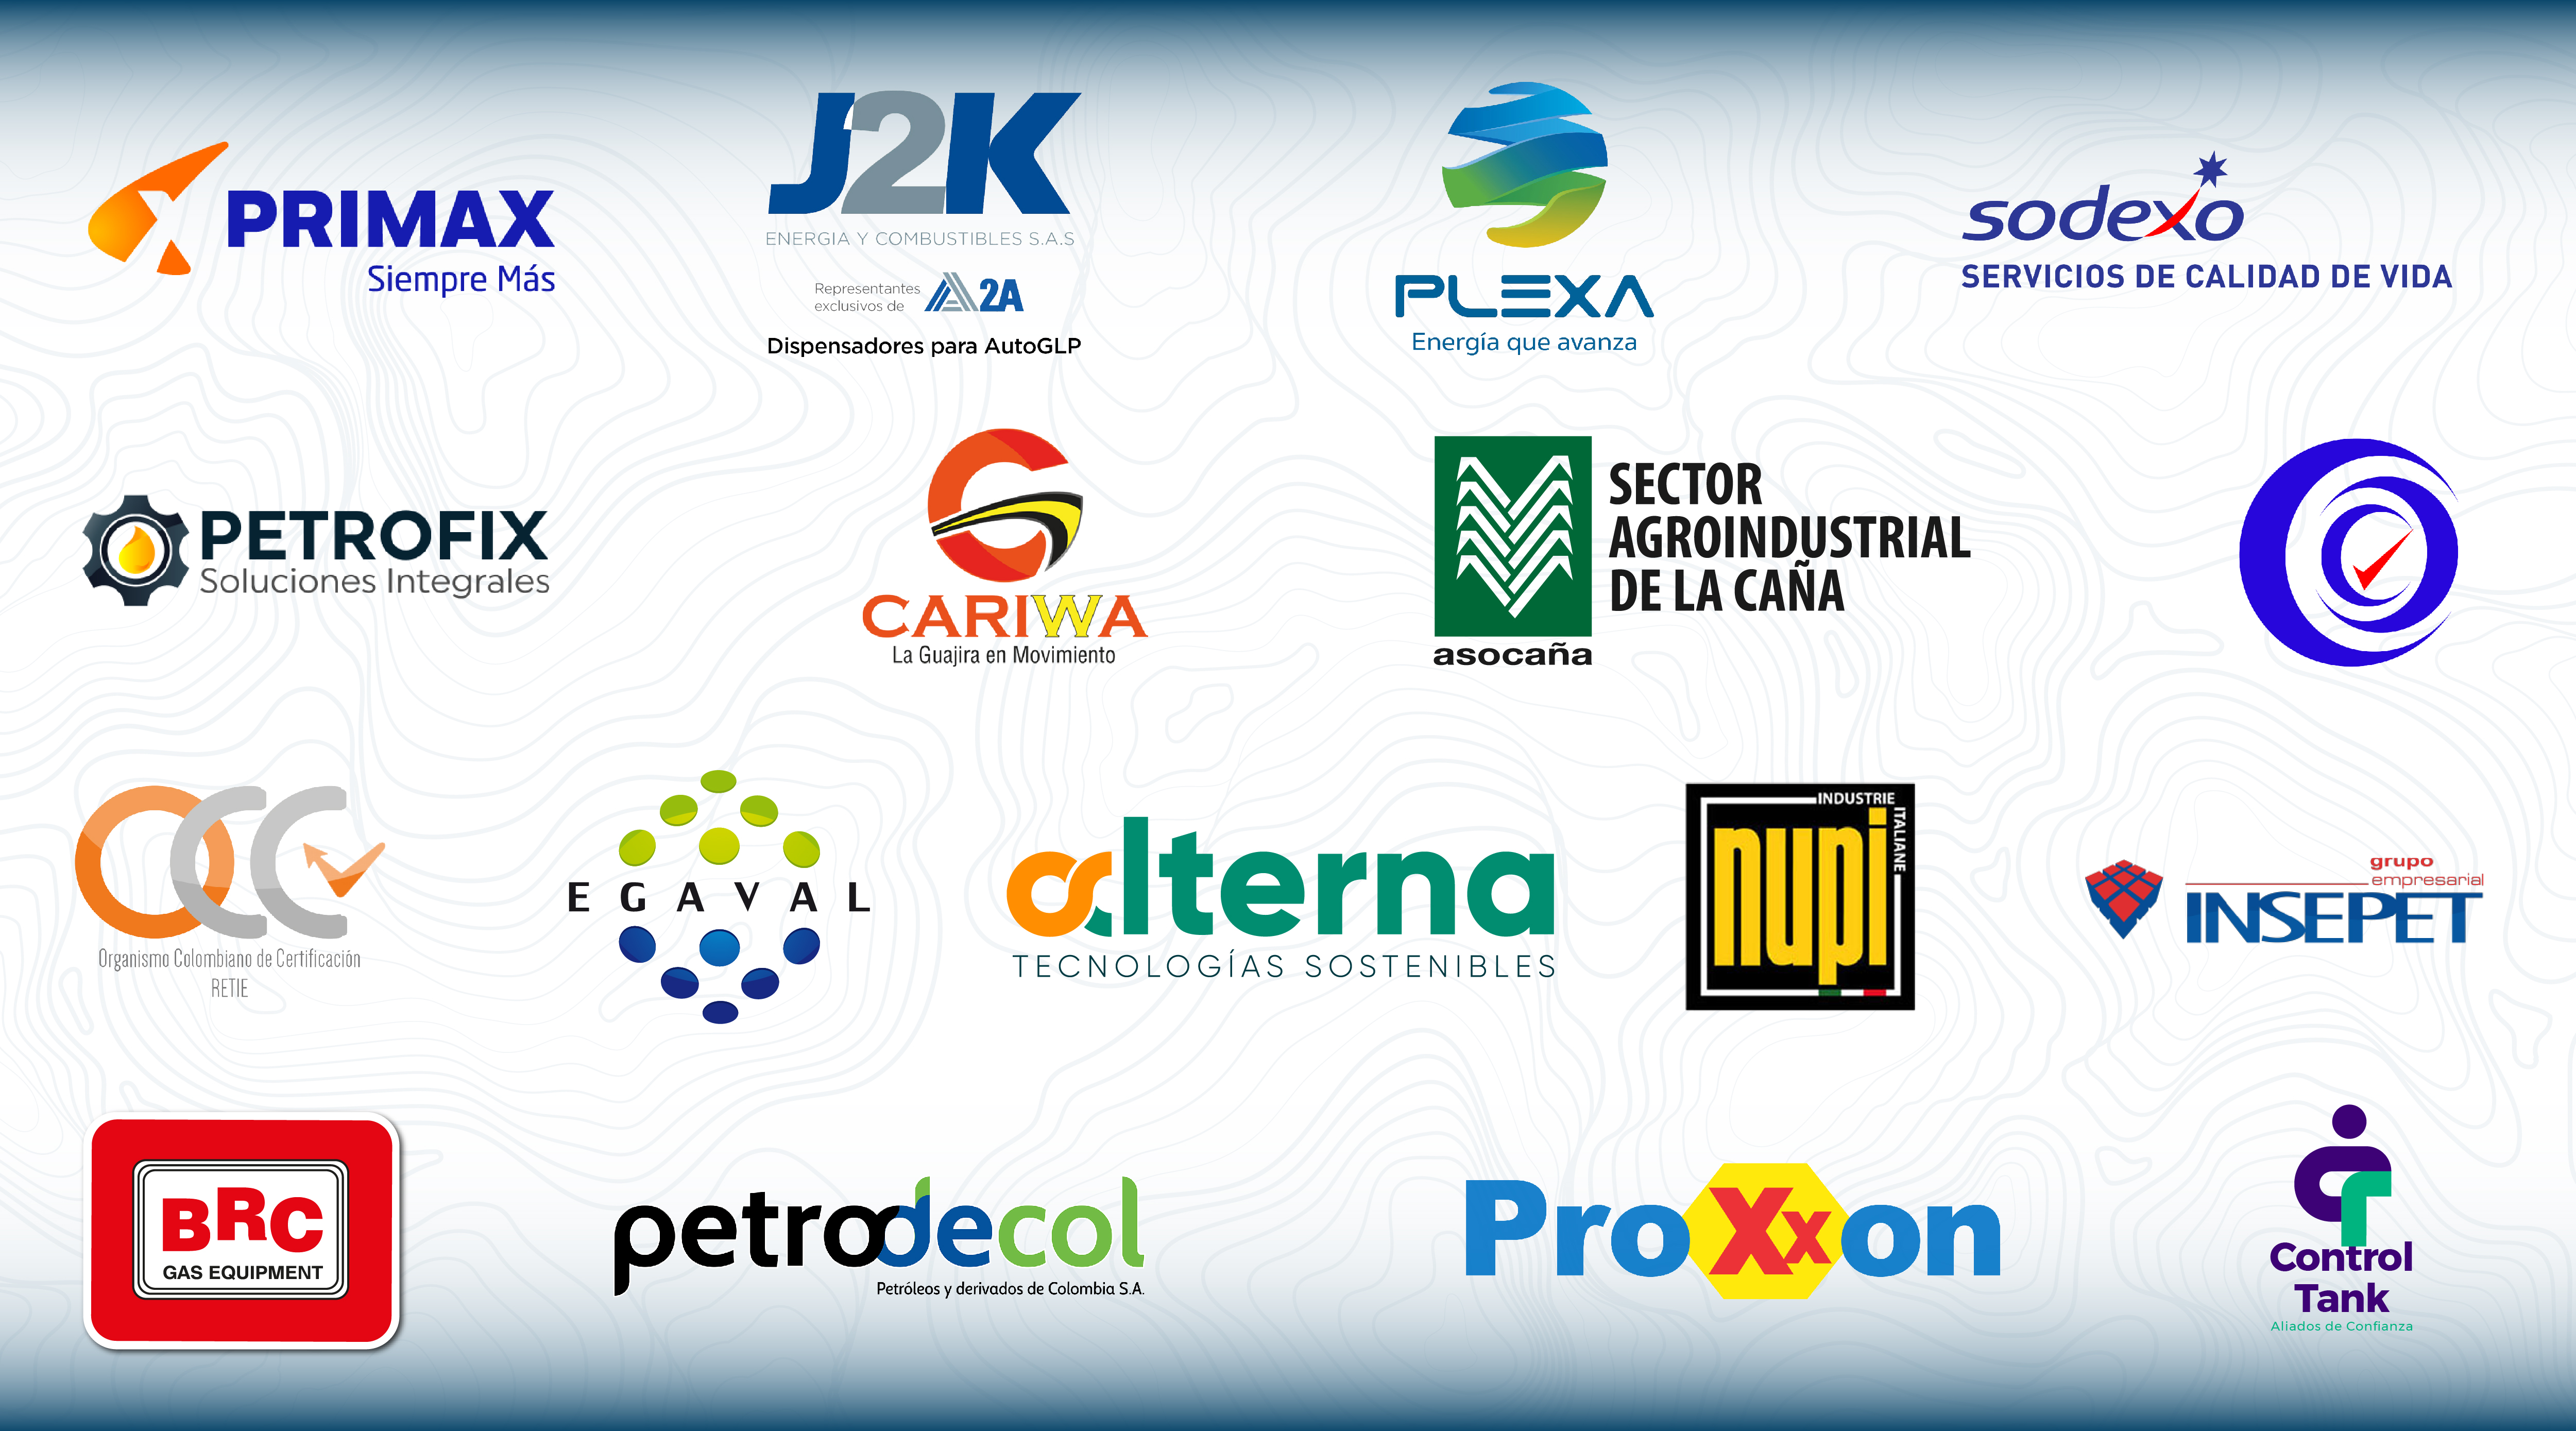 PRIMAX
Siempre Más
J2K
ENERGIA Y COMBUSTIBLES S.A.S
Representantes
exclusivos de
2A
Dispensadores para AutoGLP
PLEXA
Energía que avanza
sodexo
SERVICIOS DE CALIDAD DE VIDA
PETROFIX
Soluciones Integrales
CARIWA
La Guajira en Movimiento
SECTOR
AGROINDUSTRIAL
DE LA CAÑA
asocaña
OCC
Organismo Colombiano de Certificación
RETIE
EGAVAL
alterna
TECNOLOGÍAS SOSTENIBLES
INDUSTRIE
ITALIANE
nupi
grupo
empresarial
INSEPET
BRC
GAS EQUIPMENT
petrodecol
Petróleos y derivados de Colombia S.A.
ProXxon
Control
Tank
Aliados de Confianza